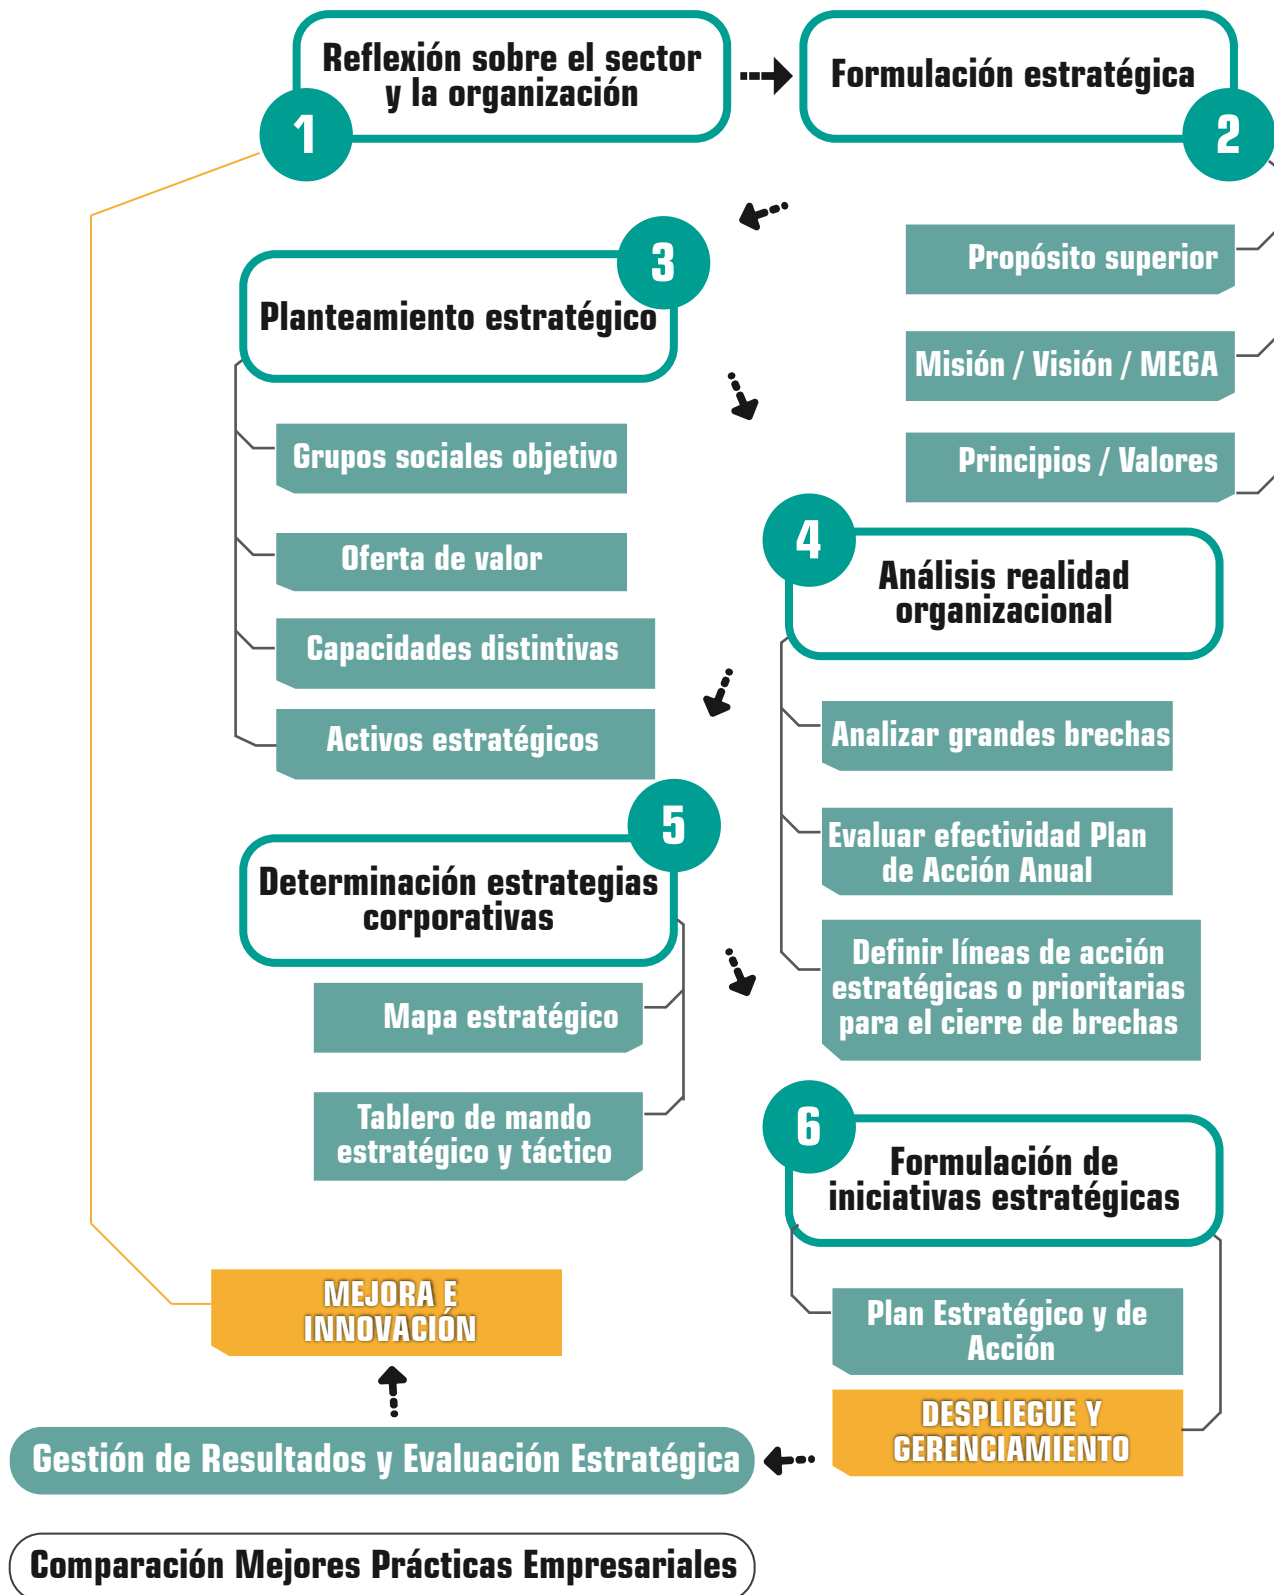 Reflexión sobre el sector
y la organización
1
Formulación estratégica
2
Propósito superior
Misión / Visión / MEGA
Principios / Valores
3
Planteamiento estratégico
Grupos sociales objetivo
Oferta de valor
Capacidades distintivas
Activos estratégicos
4
Análisis realidad
organizacional
Analizar grandes brechas
Evaluar efectividad Plan
de Acción Anual
Definir líneas de acción
estratégicas o prioritarias
para el cierre de brechas
5
Determinación estrategias
corporativas
Mapa estratégico
Tablero de mando
estratégico y táctico
6
Formulación de
iniciativas estratégicas
Plan Estratégico y de
Acción
DESPLIEGUE Y
GERENCIAMIENTO
MEJORA E
INNOVACIÓN
Gestión de Resultados y Evaluación Estratégica
Comparación Mejores Prácticas Empresariales